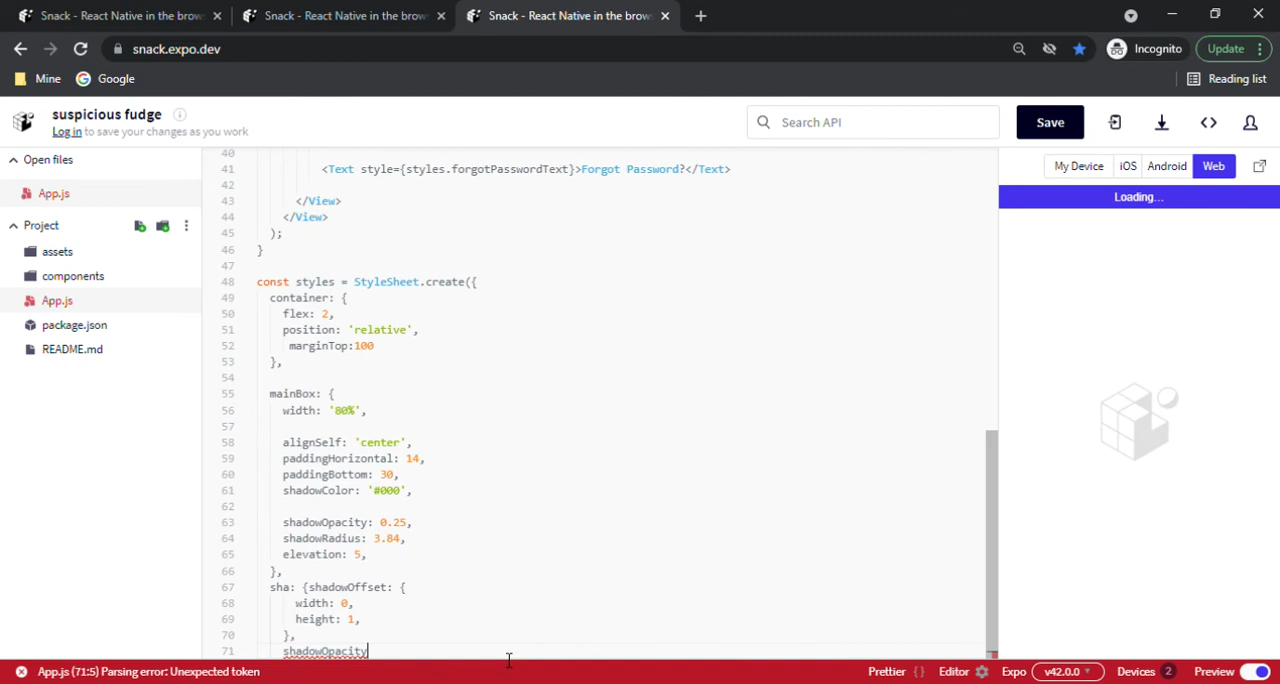 Snack - React Native in the brow
Snack - React Native in the brow
Snack - React Native in the brow
snack.expo.dev
Incognito
Update
Mine
Google
Reading list
suspicious fudge
Log in to save your changes as you work
Search API
Save
Open files
App.js
Project
assets
components
App.js
package.json
README.md
40
41 <Text style={styles.forgotPasswordText}>Forgot Password?</Text>
42
43 </View>
44 </View>
45 );
46 }
47
48 const styles = StyleSheet.create({
49 container: {
50 flex: 2,
51 position: 'relative',
52 marginTop:100
53 },
54
55 mainBox: {
56 width: '80%',
57
58 alignSelf: 'center',
59 paddingHorizontal: 14,
60 paddingBottom: 30,
61 shadowColor: '#000',
62
63 shadowOpacity: 0.25,
64 shadowRadius: 3.84,
65 elevation: 5,
66 },
67 sha: {shadowOffset: {
68 width: 0,
69 height: 1,
70 },
71 shadowOpacity
My Device iOS Android Web
Loading...
App.js (71:5) Parsing error: Unexpected token
Prettier { }
Editor
Expo v42.0.0
Devices 2
Preview